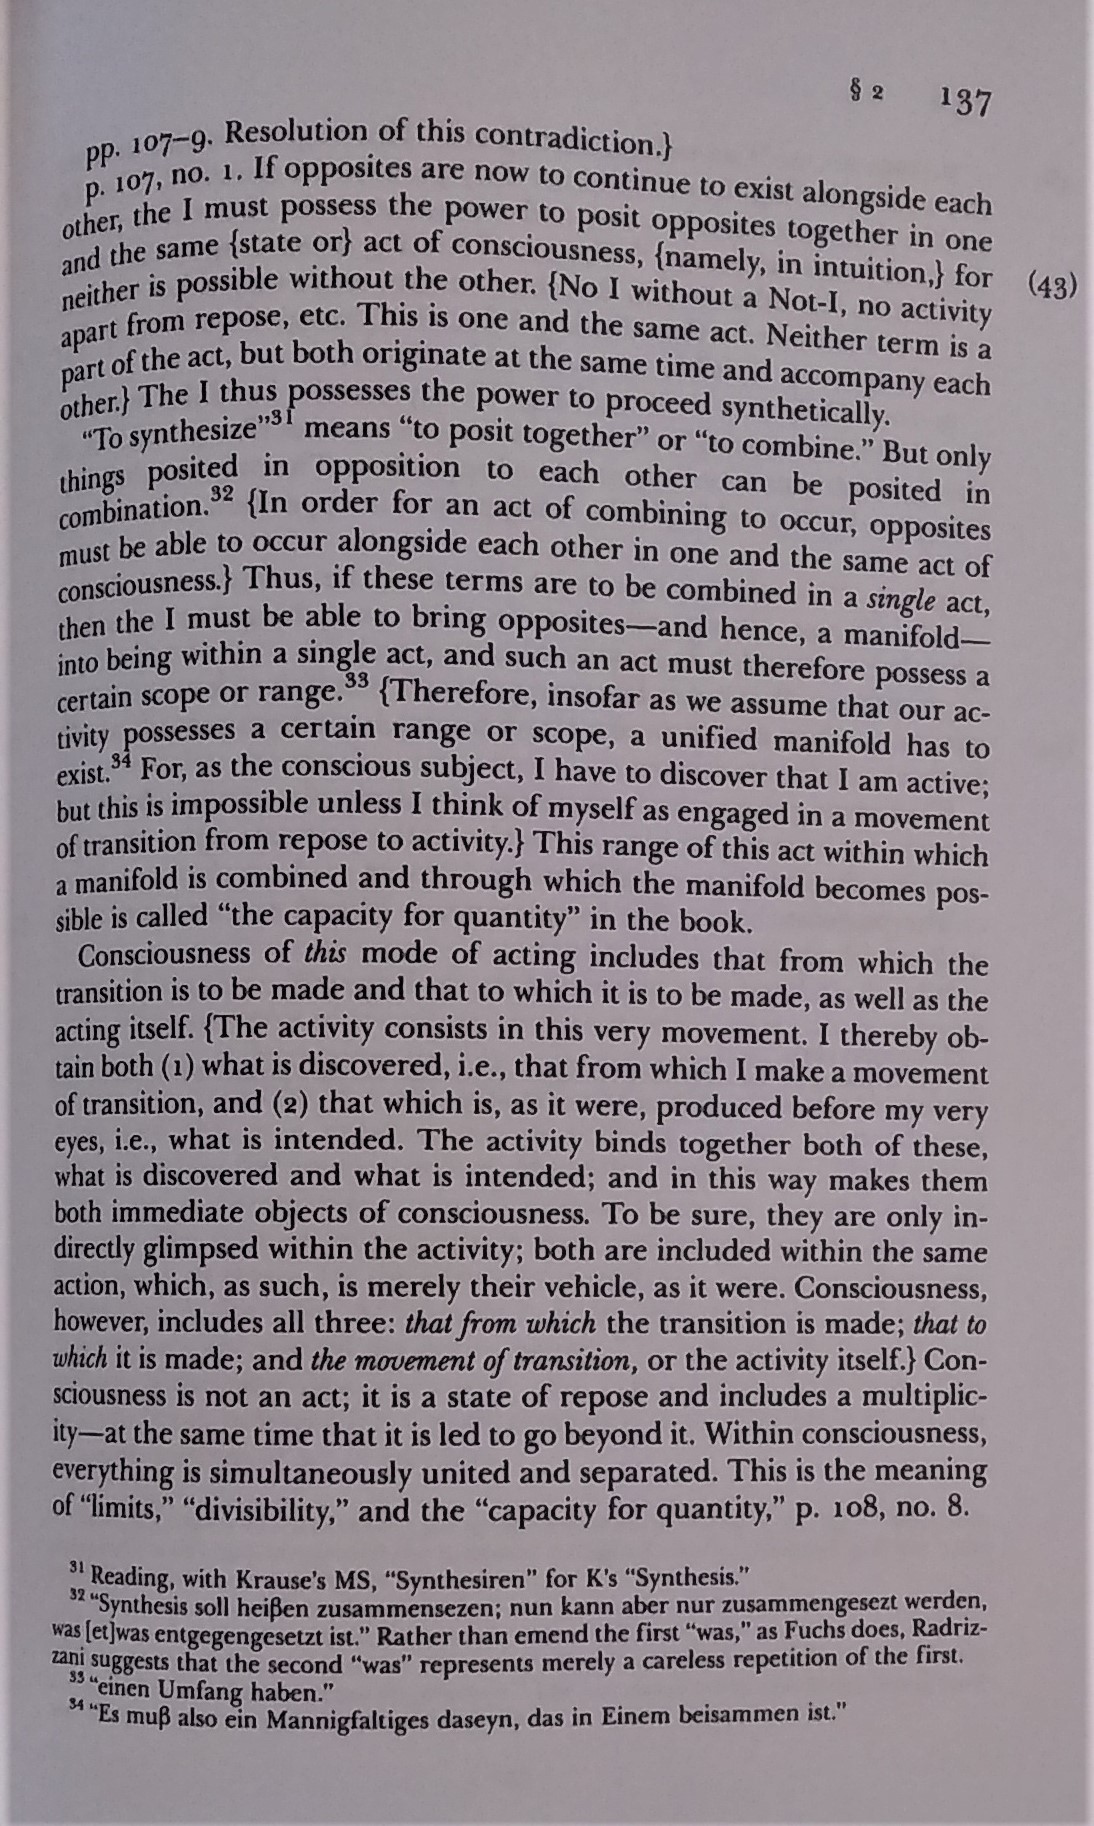 § 2 137
pp. 107–9. Resolution of this contradiction.}
p. 107, no. 1. If opposites are now to continue to exist alongside each
other, the I must possess the power to posit opposites together in one
and the same {state or} act of consciousness, {namely, in intuition,} for (43)
neither is possible without the other. {No I without a Not-I, no activity
apart from repose, etc. This is one and the same act. Neither term is a
part of the act, but both originate at the same time and accompany each
other.} The I thus possesses the power to proceed synthetically.
“To synthesize”³¹ means “to posit together” or “to combine.” But only
things posited in opposition to each other can be posited in
combination.³² {In order for an act of combining to occur, opposites
must be able to occur alongside each other in one and the same act of
consciousness.} Thus, if these terms are to be combined in a single act,
then the I must be able to bring opposites—and hence, a manifold—
into being within a single act, and such an act must therefore possess a
certain scope or range.³³ {Therefore, insofar as we assume that our ac-
tivity possesses a certain range or scope, a unified manifold has to
exist.³⁴ For, as the conscious subject, I have to discover that I am active;
but this is impossible unless I think of myself as engaged in a movement
of transition from repose to activity.} This range of this act within which
a manifold is combined and through which the manifold becomes pos-
sible is called “the capacity for quantity” in the book.
Consciousness of this mode of acting includes that from which the
transition is to be made and that to which it is to be made, as well as the
acting itself. {The activity consists in this very movement. I thereby ob-
tain both (1) what is discovered, i.e., that from which I make a movement
of transition, and (2) that which is, as it were, produced before my very
eyes, i.e., what is intended. The activity binds together both of these,
what is discovered and what is intended; and in this way makes them
both immediate objects of consciousness. To be sure, they are only in-
directly glimpsed within the activity; both are included within the same
action, which, as such, is merely their vehicle, as it were. Consciousness,
however, includes all three: that from which the transition is made; that to
which it is made; and the movement of transition, or the activity itself.} Con-
sciousness is not an act; it is a state of repose and includes a multiplic-
ity—at the same time that it is led to go beyond it. Within consciousness,
everything is simultaneously united and separated. This is the meaning
of “limits,” “divisibility,” and the “capacity for quantity,” p. 108, no. 8.
³¹ Reading, with Krause's MS, “Synthesiren” for K's “Synthesis.”
³² “Synthesis soll heißen zusammensezen; nun kann aber nur zusammengesezt werden,
was [et]was entgegengesetzt ist.” Rather than emend the first “was,” as Fuchs does, Radriz-
zani suggests that the second “was” represents merely a careless repetition of the first.
³³ “einen Umfang haben.”
³⁴ “Es muß also ein Mannigfaltiges daseyn, das in Einem beisammen ist.”